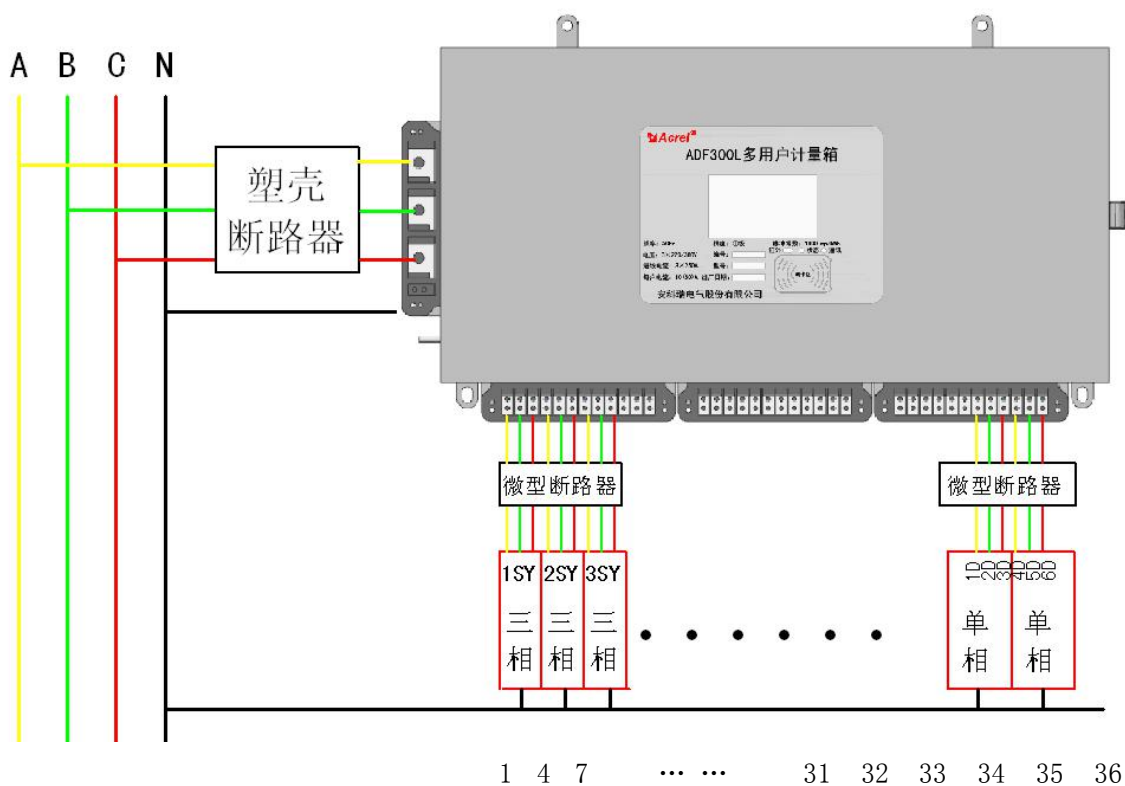 A B C N
Acrel®
ADF300L多用户计量箱
塑壳
断路器
安科瑞电气股份有限公司
微型断路器 微型断路器
1SY 2SY 3SY 1D 2D 3D 4D 5D 6D
三相 三相 三相 单相 单相
1 4 7 … … 31 32 33 34 35 36